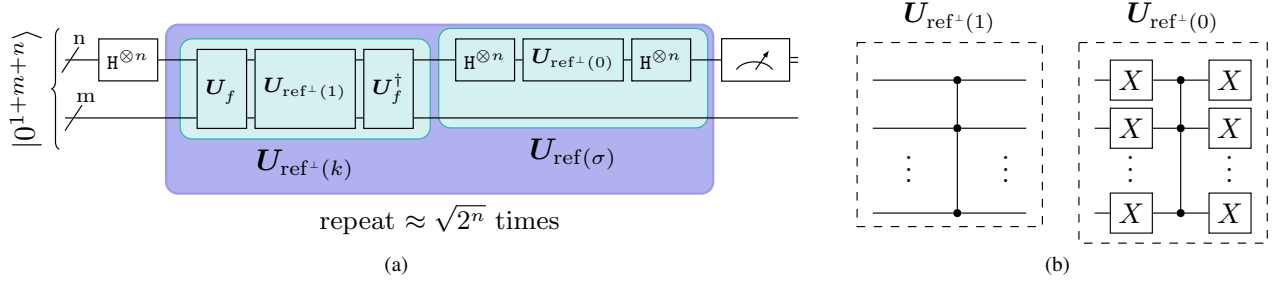 |0^{1+m+n}⟩
n
m
H^{⊗n}
U_f
U_{ref^⊥(1)}
U_f^†
U_{ref^⊥(k)}
H^{⊗n}
U_{ref^⊥(0)}
H^{⊗n}
U_{ref(σ)}
repeat ≈ √2^n times
(a)
U_{ref^⊥(1)}
⋮ ⋮
U_{ref^⊥(0)}
X X
X X
⋮ ⋮
X X
(b)